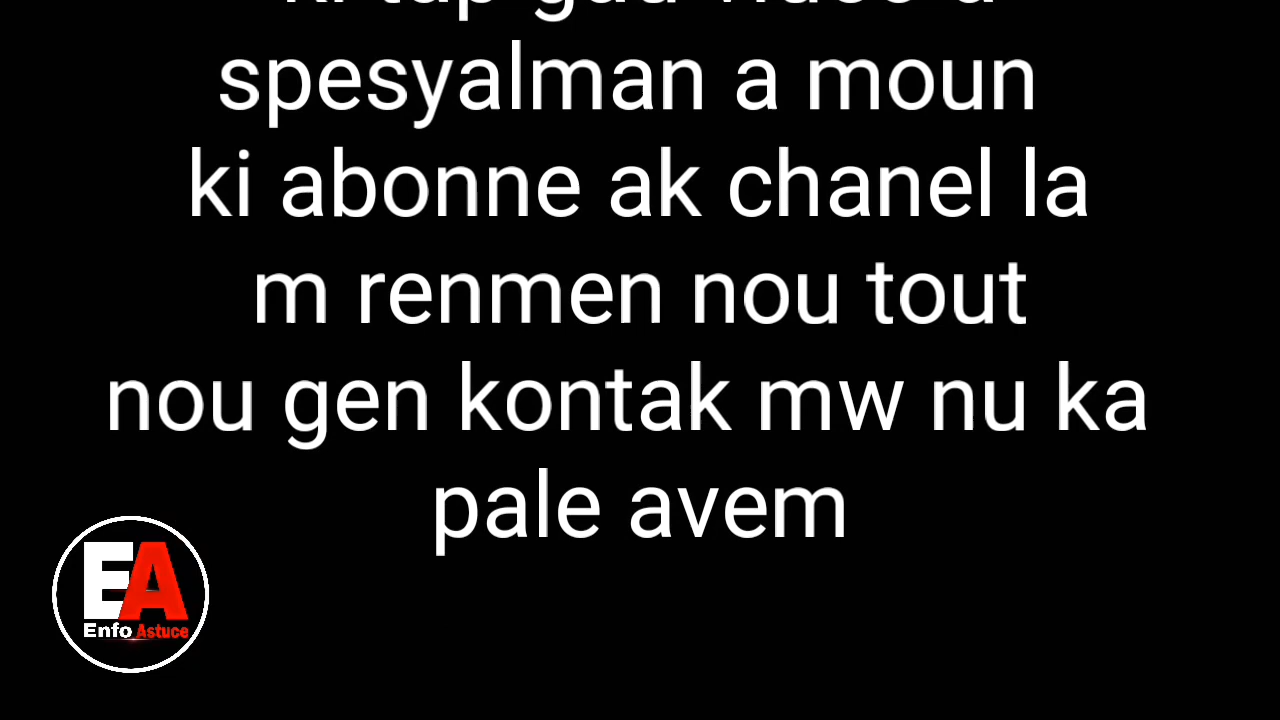 spesyalman a moun
ki abonne ak chanel la
m renmen nou tout
nou gen kontak mw nu ka
pale avem
EA
Enfo Astuce